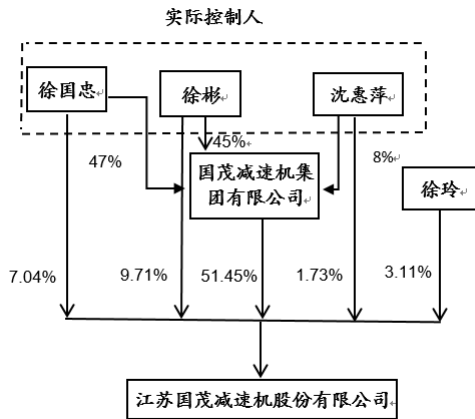 实际控制人
徐国忠
徐彬
沈惠萍
47%
45%
8%
国茂减速机集
团有限公司
徐玲
7.04%
9.71%
51.45%
1.73%
3.11%
江苏国茂减速机股份有限公司